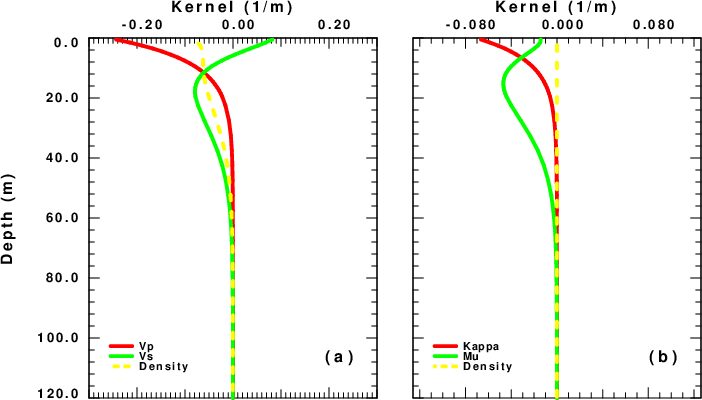 Kernel (1/m)
-0.20 0.00 0.20
Depth (m)
0.0
20.0
40.0
60.0
80.0
100.0
120.0
Vp
Vs
Density
(a)
Kernel (1/m)
-0.080 0.000 0.080
Kappa
Mu
Density
(b)